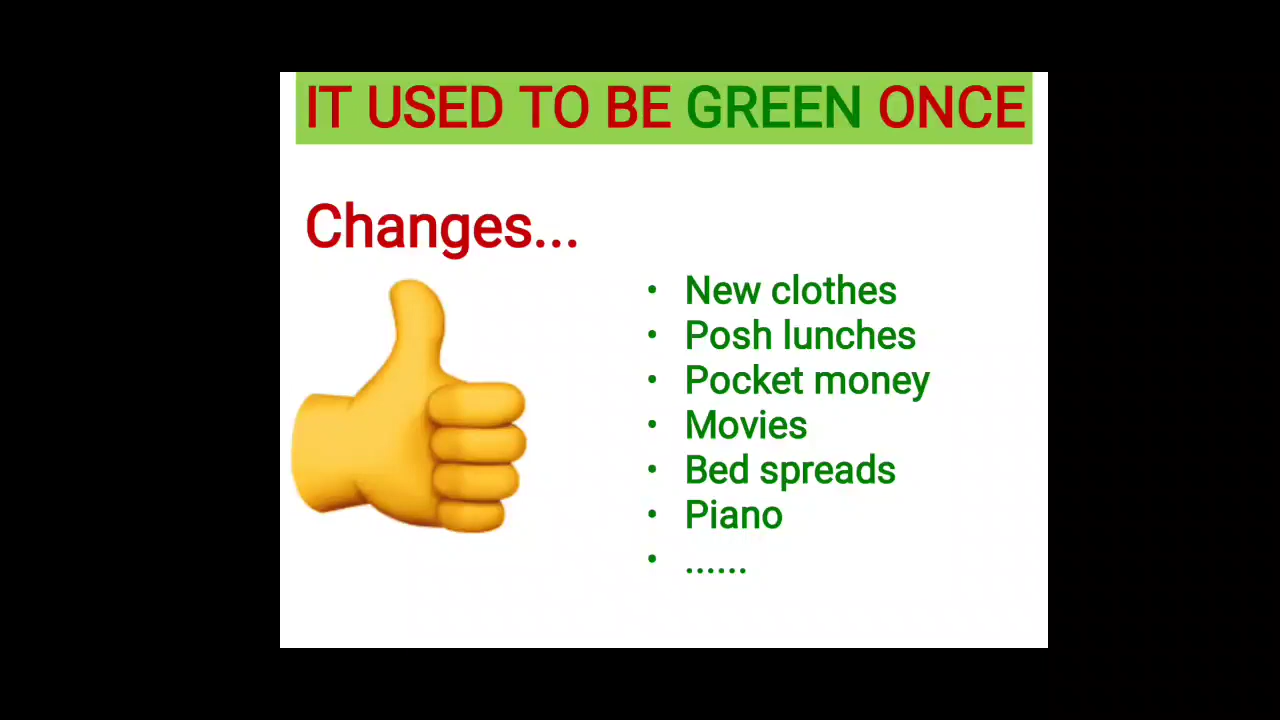 IT USED TO BE GREEN ONCE
Changes...
• New clothes
• Posh lunches
• Pocket money
• Movies
• Bed spreads
• Piano
• ......